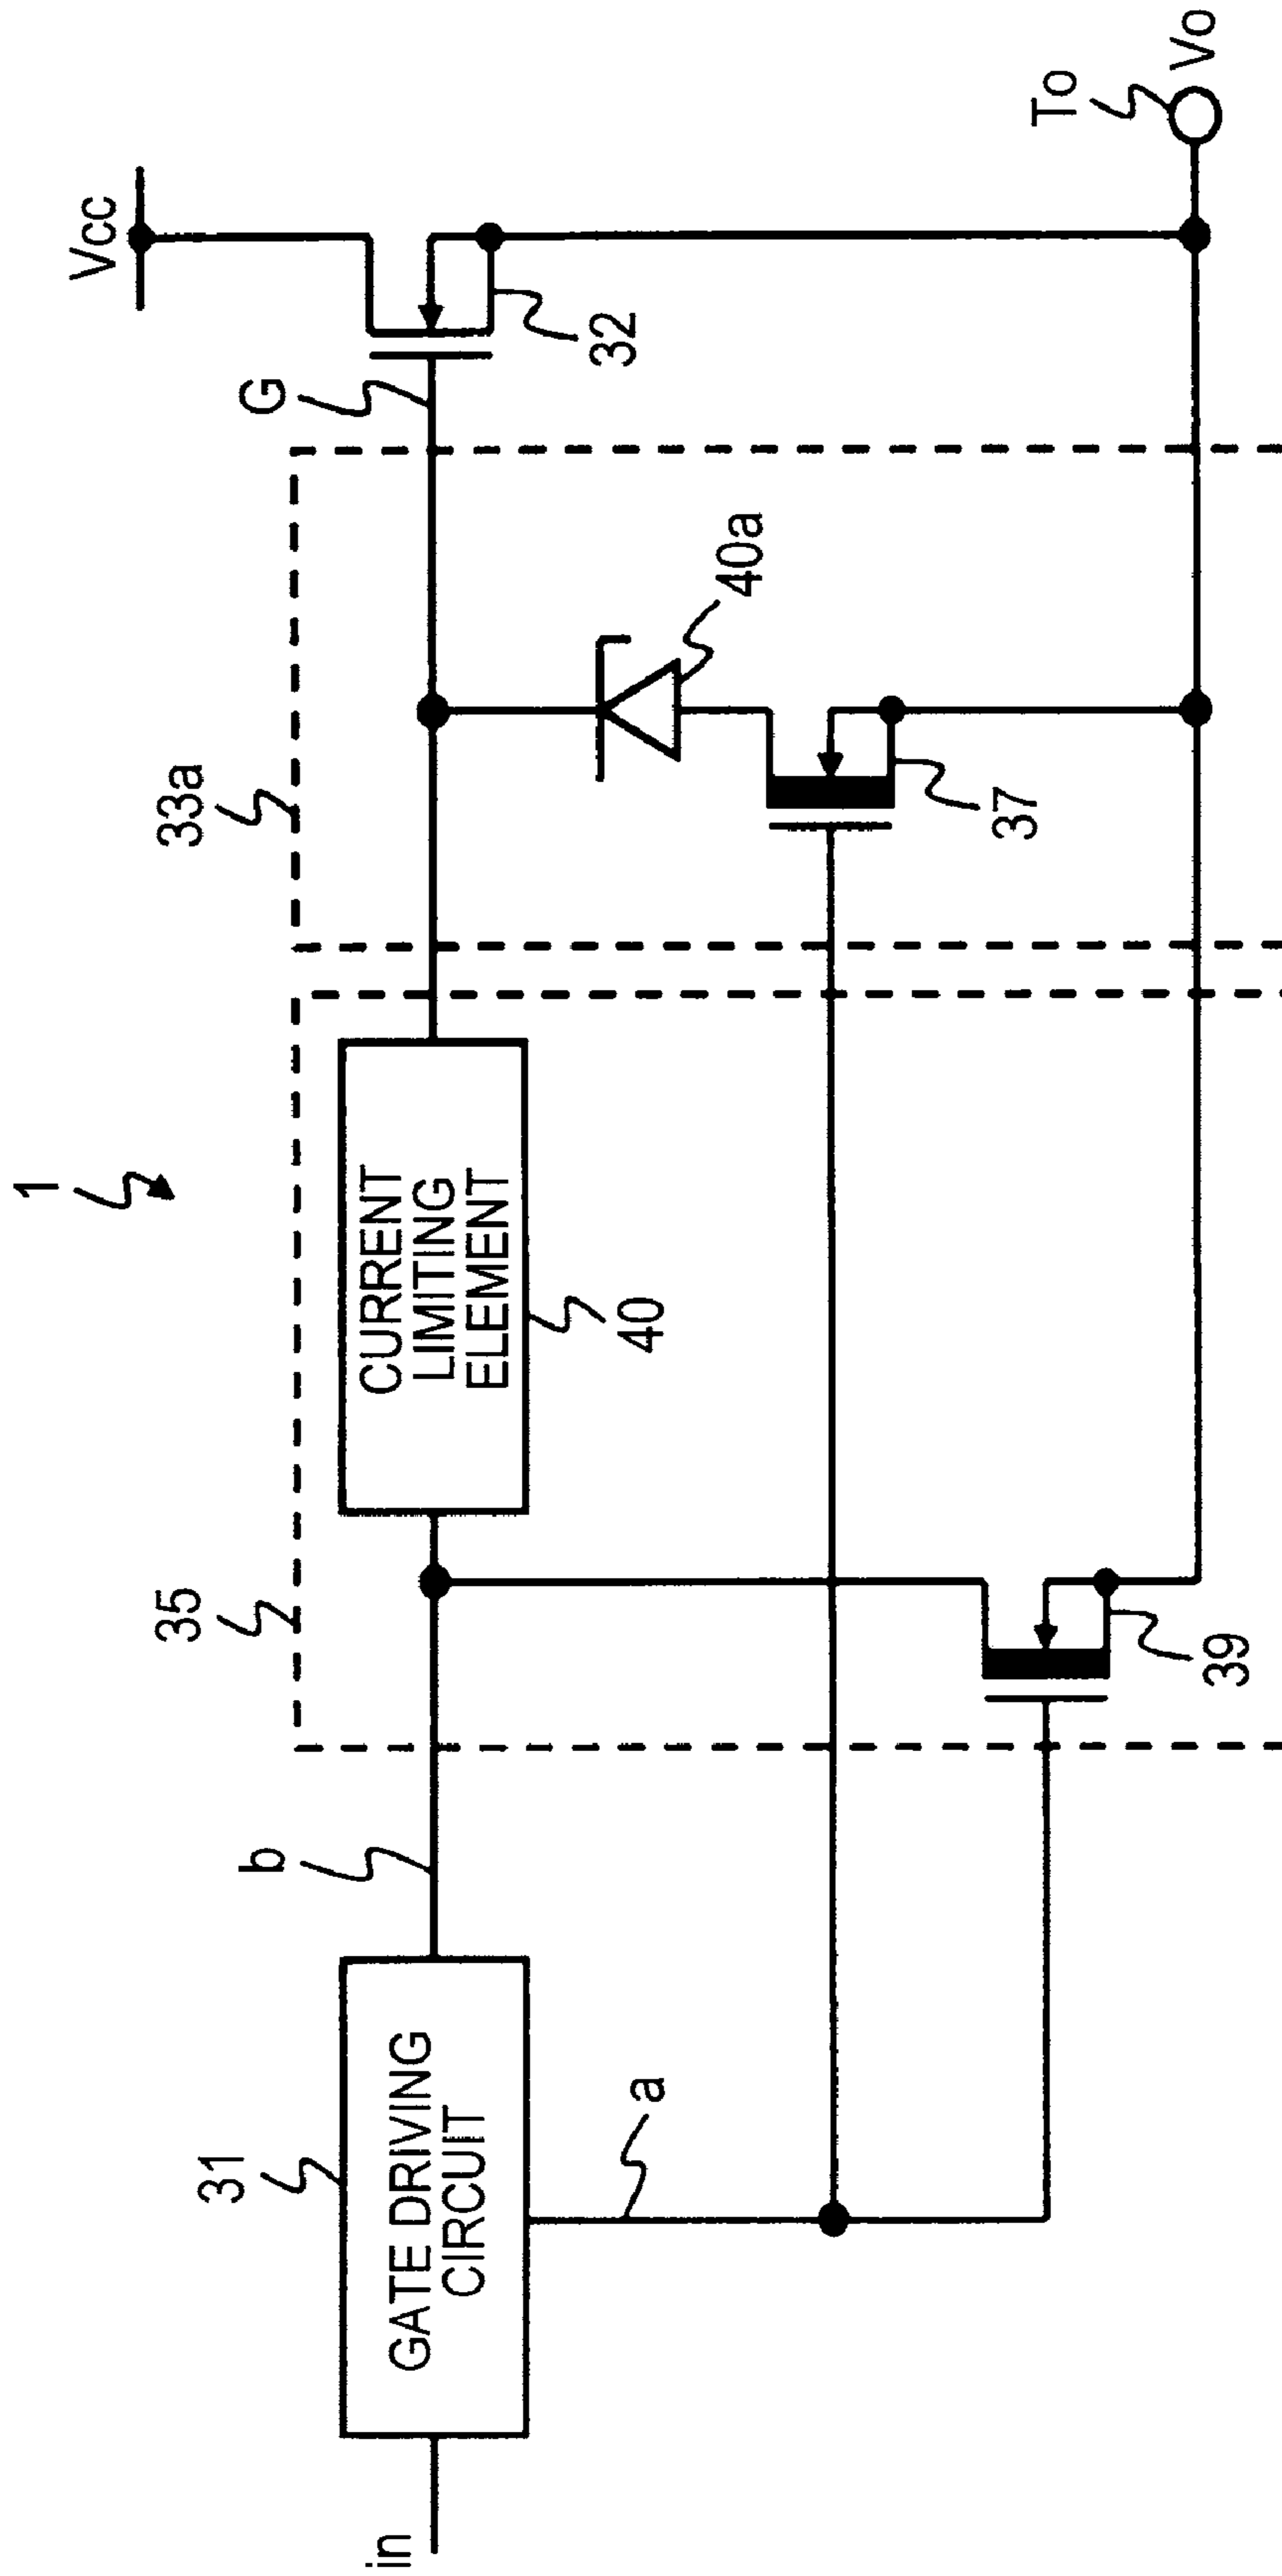 1
Vcc
33a
35
G
32
31
b
CURRENT
LIMITING
ELEMENT
40
40a
GATE DRIVING
CIRCUIT
in
37
a
39
To
Vo